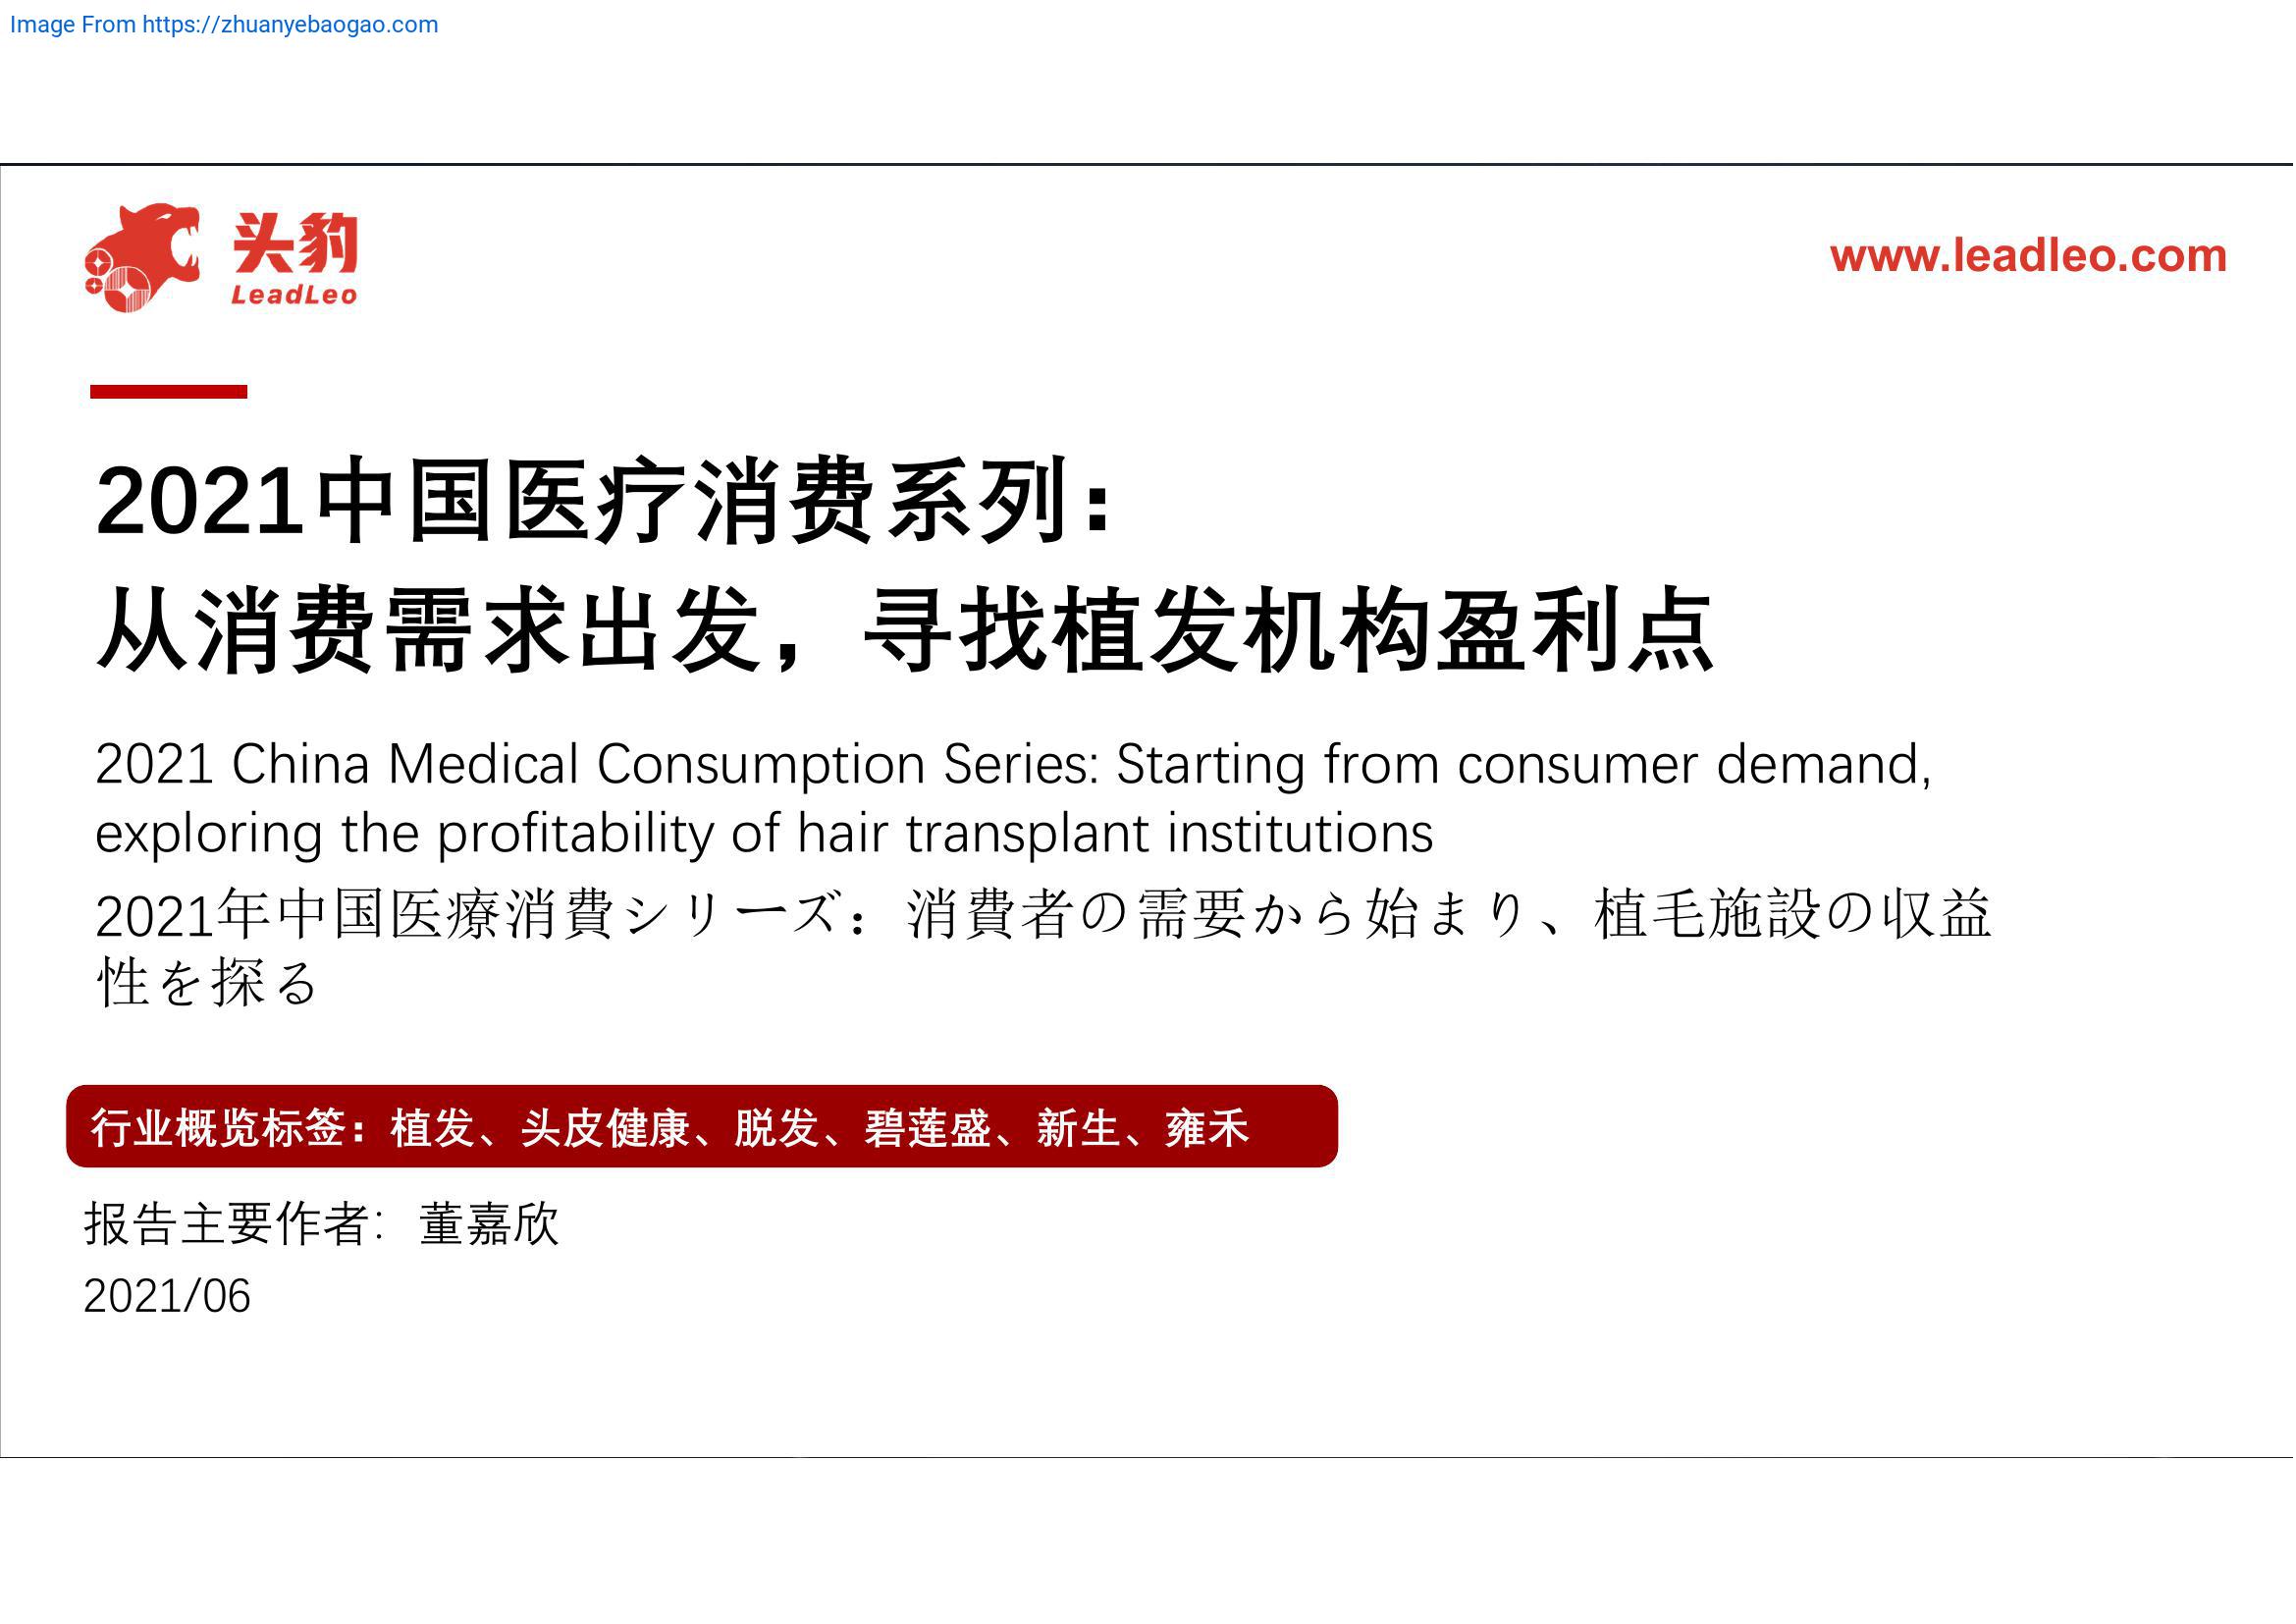 Image From https://zhuanyebaogao.com
头豹
LeadLeo
www.leadleo.com
2021中国医疗消费系列：
从消费需求出发，寻找植发机构盈利点
2021 China Medical Consumption Series: Starting from consumer demand,
exploring the profitability of hair transplant institutions
2021年中国医療消費シリーズ：消費者の需要から始まり、植毛施設の収益
性を探る
行业概览标签：植发、头皮健康、脱发、碧莲盛、新生、雍禾
报告主要作者：董嘉欣
2021/06